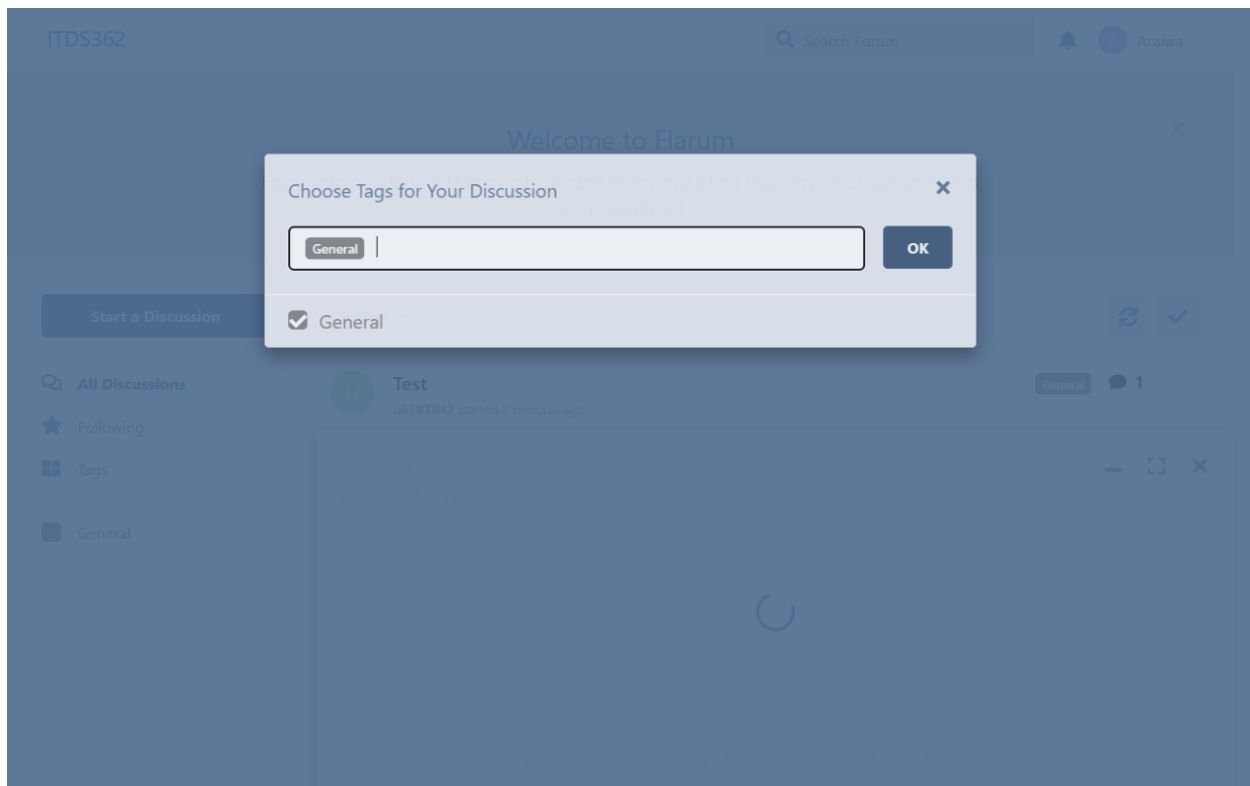 ITDS362
Search Forum
Araiwa
Welcome to Flarum
Choose Tags for Your Discussion
General
OK
General
Start a Discussion
All Discussions
Following
Tags
General
U
Test
u6587042 started 2 minutes ago
General
1